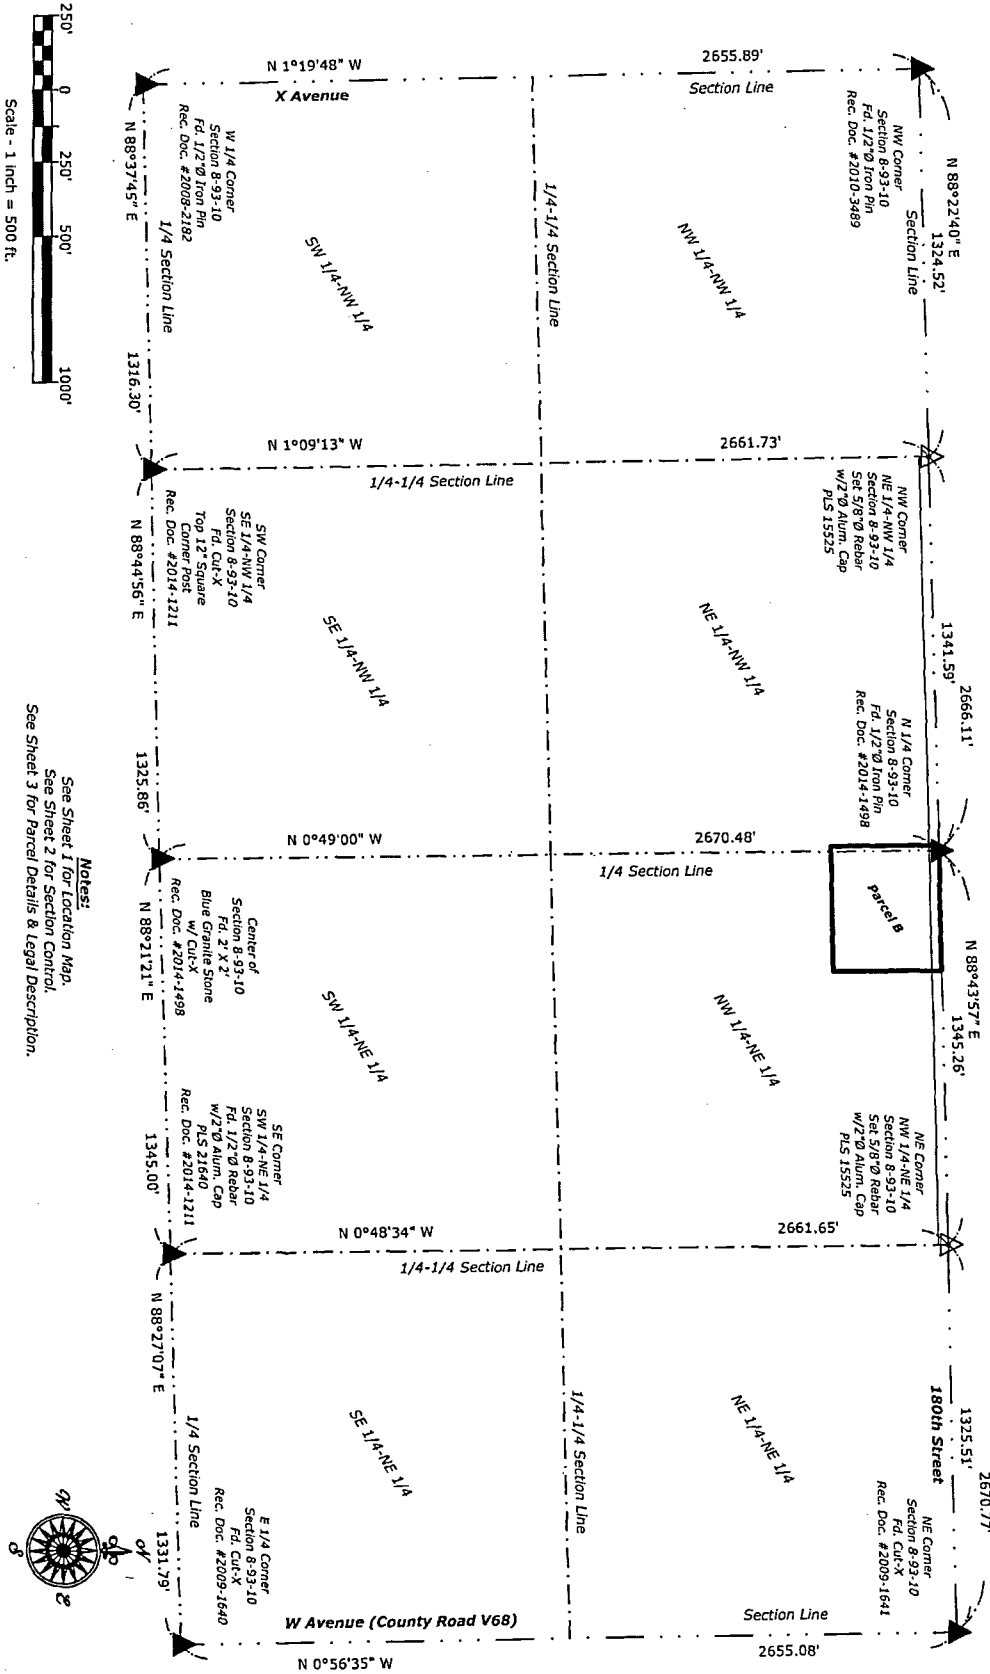 N 88°22'40" E
1324.52'
Section Line
1341.59'
2666.11'
N 88°43'57" E
1345.26'
180th Street
1325.51'
2670.77'
NW Corner
Section 8-93-10
Fd. 1/2"Ø Iron Pin
Rec. Doc. #2010-3489
NW Corner
NE 1/4-NW 1/4
Section 8-93-10
Set 5/8"Ø Rebar
w/2"Ø Alum. Cap
PLS 15525
N 1/4 Corner
Section 8-93-10
Fd. 1/2"Ø Iron Pin
Rec. Doc. #2014-1498
Parcel B
NE Corner
NW 1/4-NE 1/4
Section 8-93-10
Set 5/8"Ø Rebar
w/2"Ø Alum. Cap
PLS 15525
NE Corner
Section 8-93-10
Fd. Cut-X
Rec. Doc. #2009-1641
2655.89'
Section Line
2661.73'
2670.48'
1/4 Section Line
2661.65'
Section Line
2655.08'
NW 1/4-NW 1/4
NE 1/4-NW 1/4
NW 1/4-NE 1/4
NE 1/4-NE 1/4
1/4-1/4 Section Line
1/4-1/4 Section Line
SW 1/4-NW 1/4
SE 1/4-NW 1/4
SW 1/4-NE 1/4
SE 1/4-NE 1/4
N 1°19'48" W
X Avenue
N 1°09'13" W
1/4-1/4 Section Line
N 0°49'00" W
N 0°48'34" W
1/4-1/4 Section Line
W Avenue (County Road V68)
N 0°56'35" W
W 1/4 Corner
Section 8-93-10
Fd. 1/2"Ø Iron Pin
Rec. Doc. #2008-2182
SW Corner
SE 1/4-NW 1/4
Section 8-93-10
Fd. Cut-X
Top 12" Square
Corner Post
Rec. Doc. #2014-1211
Center of
Section 8-93-10
Fd. 2' X 2'
Blue Granite Stone
w/ Cut-X
Rec. Doc. #2014-1498
SE Corner
SW 1/4-NE 1/4
Section 8-93-10
Fd. 1/2"Ø Rebar
w/2"Ø Alum. Cap
PLS 21640
Rec. Doc. #2014-1211
E 1/4 Corner
Section 8-93-10
Fd. Cut-X
Rec. Doc. #2009-1640
1/4 Section Line
1/4 Section Line
N 88°37'45" E
1316.30'
N 88°44'56" E
1325.86'
N 88°21'21" E
1345.00'
N 88°27'07" E
1331.79'
250'
0
250'
500'
1000'
Scale - 1 inch = 500 ft.
Notes:
See Sheet 1 for Location Map.
See Sheet 2 for Section Control.
See Sheet 3 for Parcel Details & Legal Description.
N
W
E
S